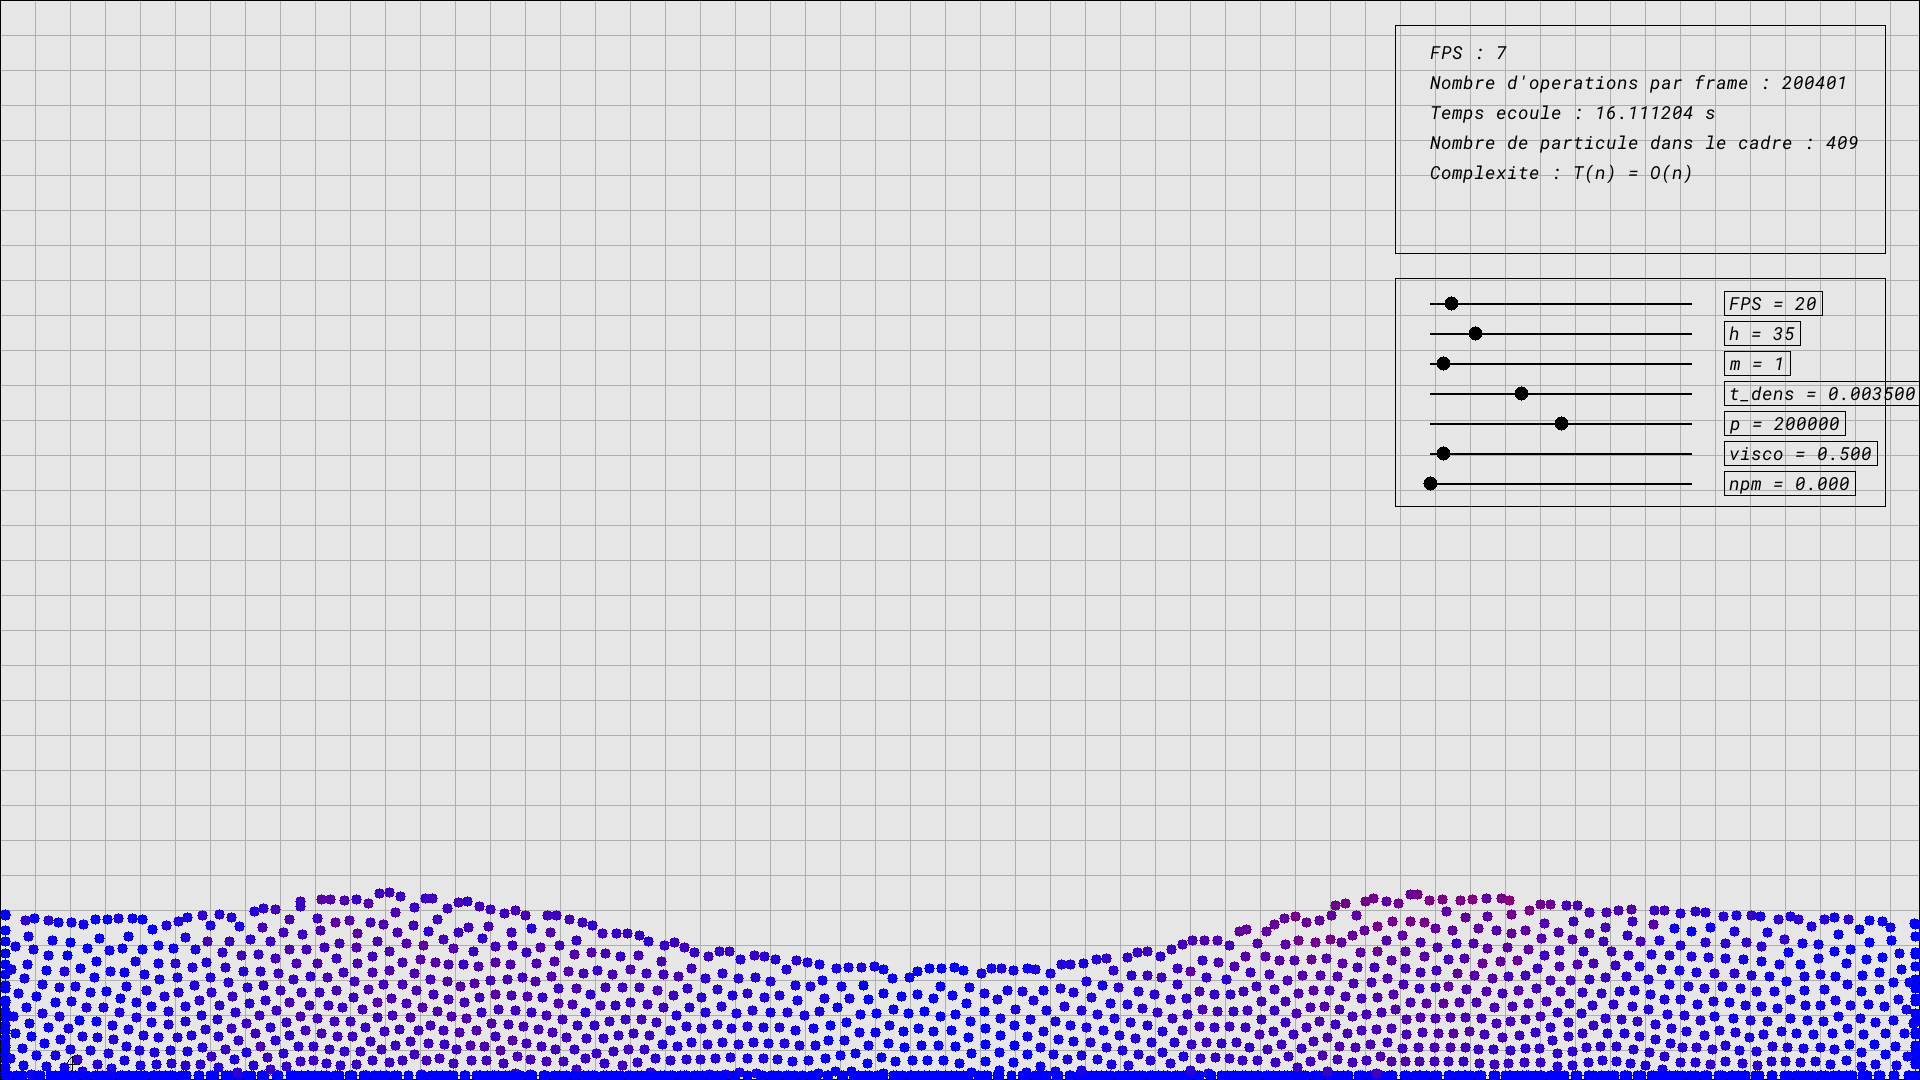 FPS : 7
Nombre d'operations par frame : 200401
Temps ecoule : 16.111204 s
Nombre de particule dans le cadre : 409
Complexite : T(n) = O(n)
FPS = 20
h = 35
m = 1
t_dens = 0.003500
p = 200000
visco = 0.500
npm = 0.000